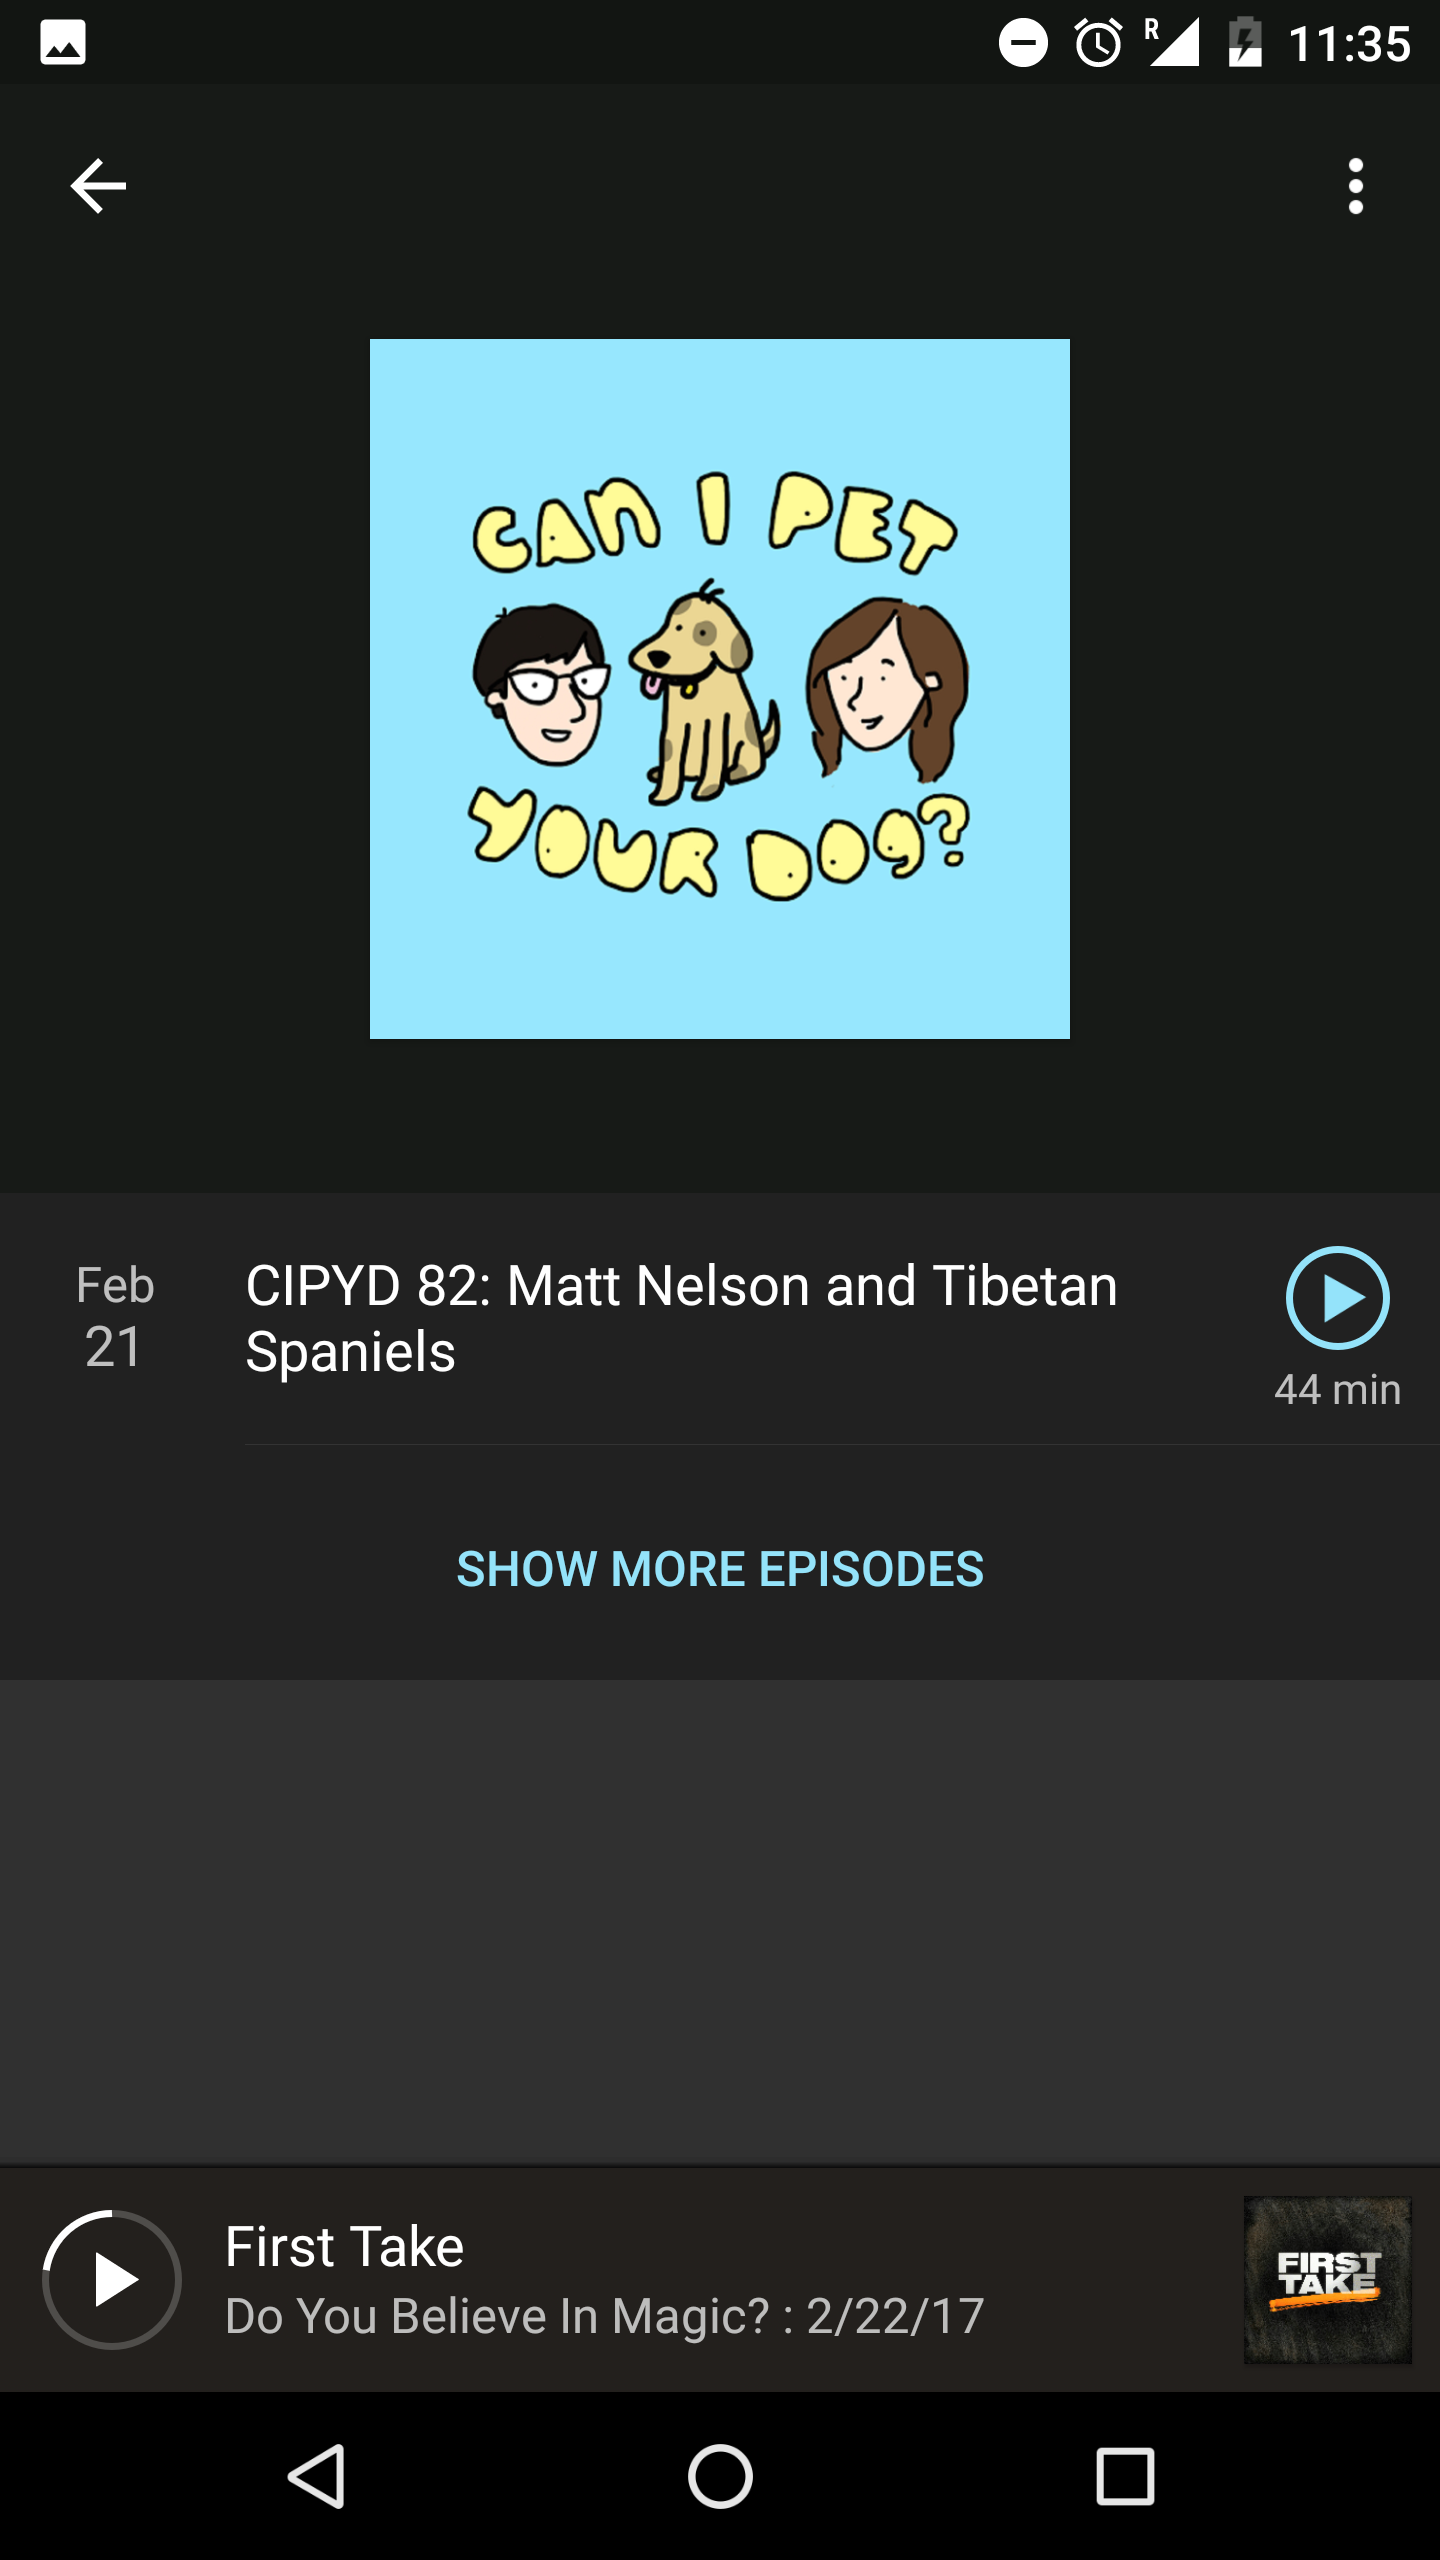 R 11:35
CAN I PET
YOUR DOG?
Feb
21
CIPYD 82: Matt Nelson and Tibetan
Spaniels
44 min
SHOW MORE EPISODES
First Take
Do You Believe In Magic? : 2/22/17
FIRST
TAKE